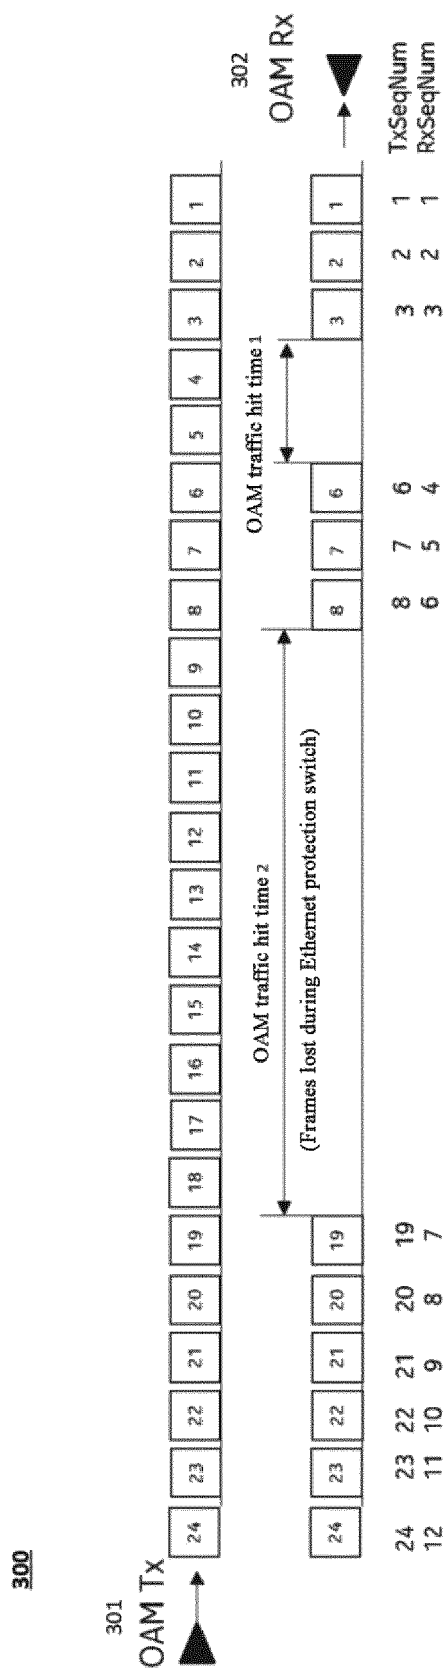 300
301
OAM Tx
24 23 22 21 20 19 18 17 16 15 14 13 12 11 10 9 8 7 6 5 4 3 2 1
302
OAM Rx
OAM traffic hit time 2
OAM traffic hit time 1
(Frames lost during Ethernet protection switch)
24 23 22 21 20 19 8 7 6 3 2 1
24 23 22 21 20 19 8 7 6 3 2 1 TxSeqNum
12 11 10 9 8 7 6 5 4 3 2 1 RxSeqNum